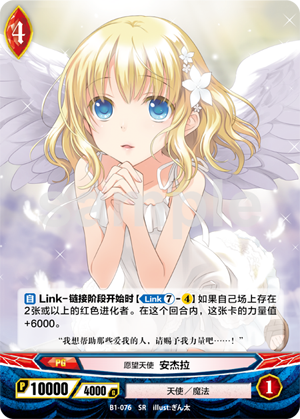 4
自 Link-链接阶段开始时【Link 7-4】如果自己场上存在
2张或以上的红色进化者。在这个回合内，这张卡的力量值
+6000。
“我想帮助那些爱我的人，请赐予我力量吧……！”
愿望天使 安杰拉
P6
P 10000 / 4000 G
天使／魔法
1
B1-076 SR illust:ぎん太